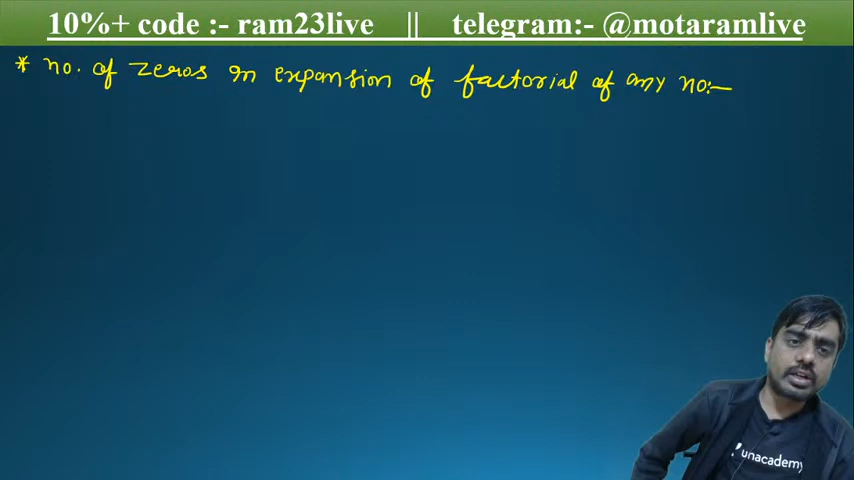 10%+ code :- ram23live || telegram:- @motaramlive
* no. of zeros in expansion of factorial of any no:-
unacademy